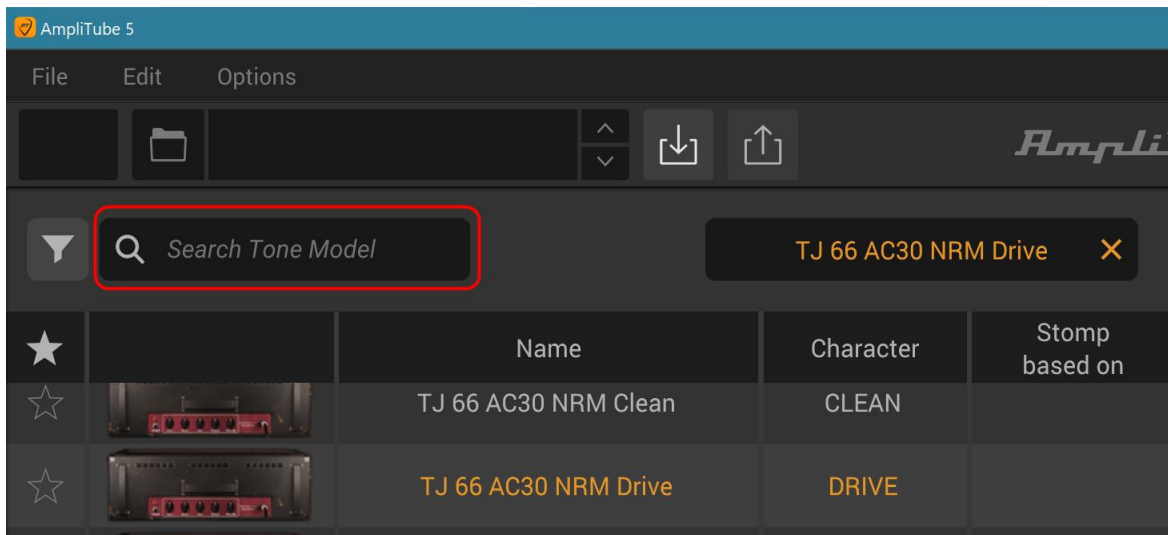 AmpliTube 5
File Edit Options
Ampli
Search Tone Model
TJ 66 AC30 NRM Drive
Name Character Stomp based on
TJ 66 AC30 NRM Clean CLEAN
TJ 66 AC30 NRM Drive DRIVE